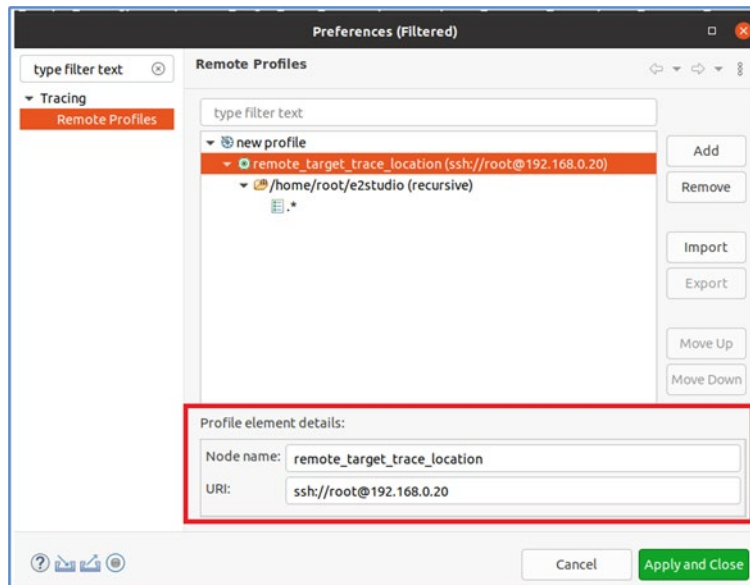 Preferences (Filtered)
type filter text
Tracing
Remote Profiles
Remote Profiles
type filter text
new profile
remote_target_trace_location (ssh://root@192.168.0.20)
/home/root/e2studio (recursive)
.*
Add
Remove
Import
Export
Move Up
Move Down
Profile element details:
Node name: remote_target_trace_location
URI: ssh://root@192.168.0.20
Cancel
Apply and Close